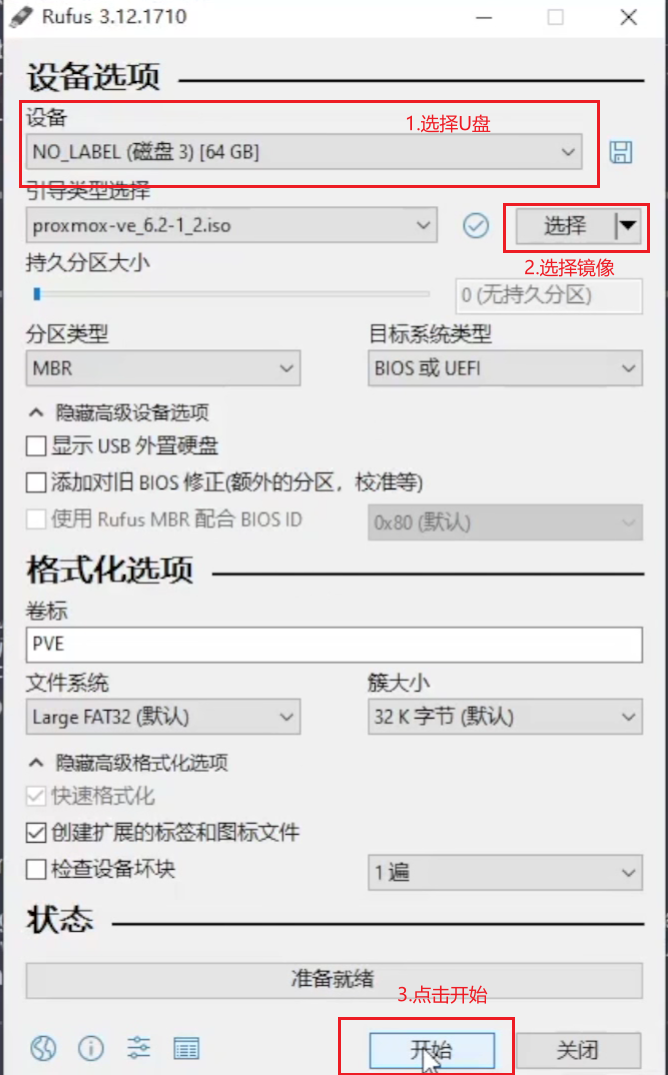 Rufus 3.12.1710
设备选项
设备
1.选择U盘
NO_LABEL (磁盘 3) [64 GB]
引导类型选择
proxmox-ve_6.2-1_2.iso
选择
2.选择镜像
持久分区大小
0 (无持久分区)
分区类型
目标系统类型
MBR
BIOS 或 UEFI
隐藏高级设备选项
显示 USB 外置硬盘
添加对旧 BIOS 修正(额外的分区，校准等)
使用 Rufus MBR 配合 BIOS ID
0x80 (默认)
格式化选项
卷标
PVE
文件系统
簇大小
Large FAT32 (默认)
32 K 字节 (默认)
隐藏高级格式化选项
快速格式化
创建扩展的标签和图标文件
检查设备坏块
1 遍
状态
准备就绪
3.点击开始
开始
关闭